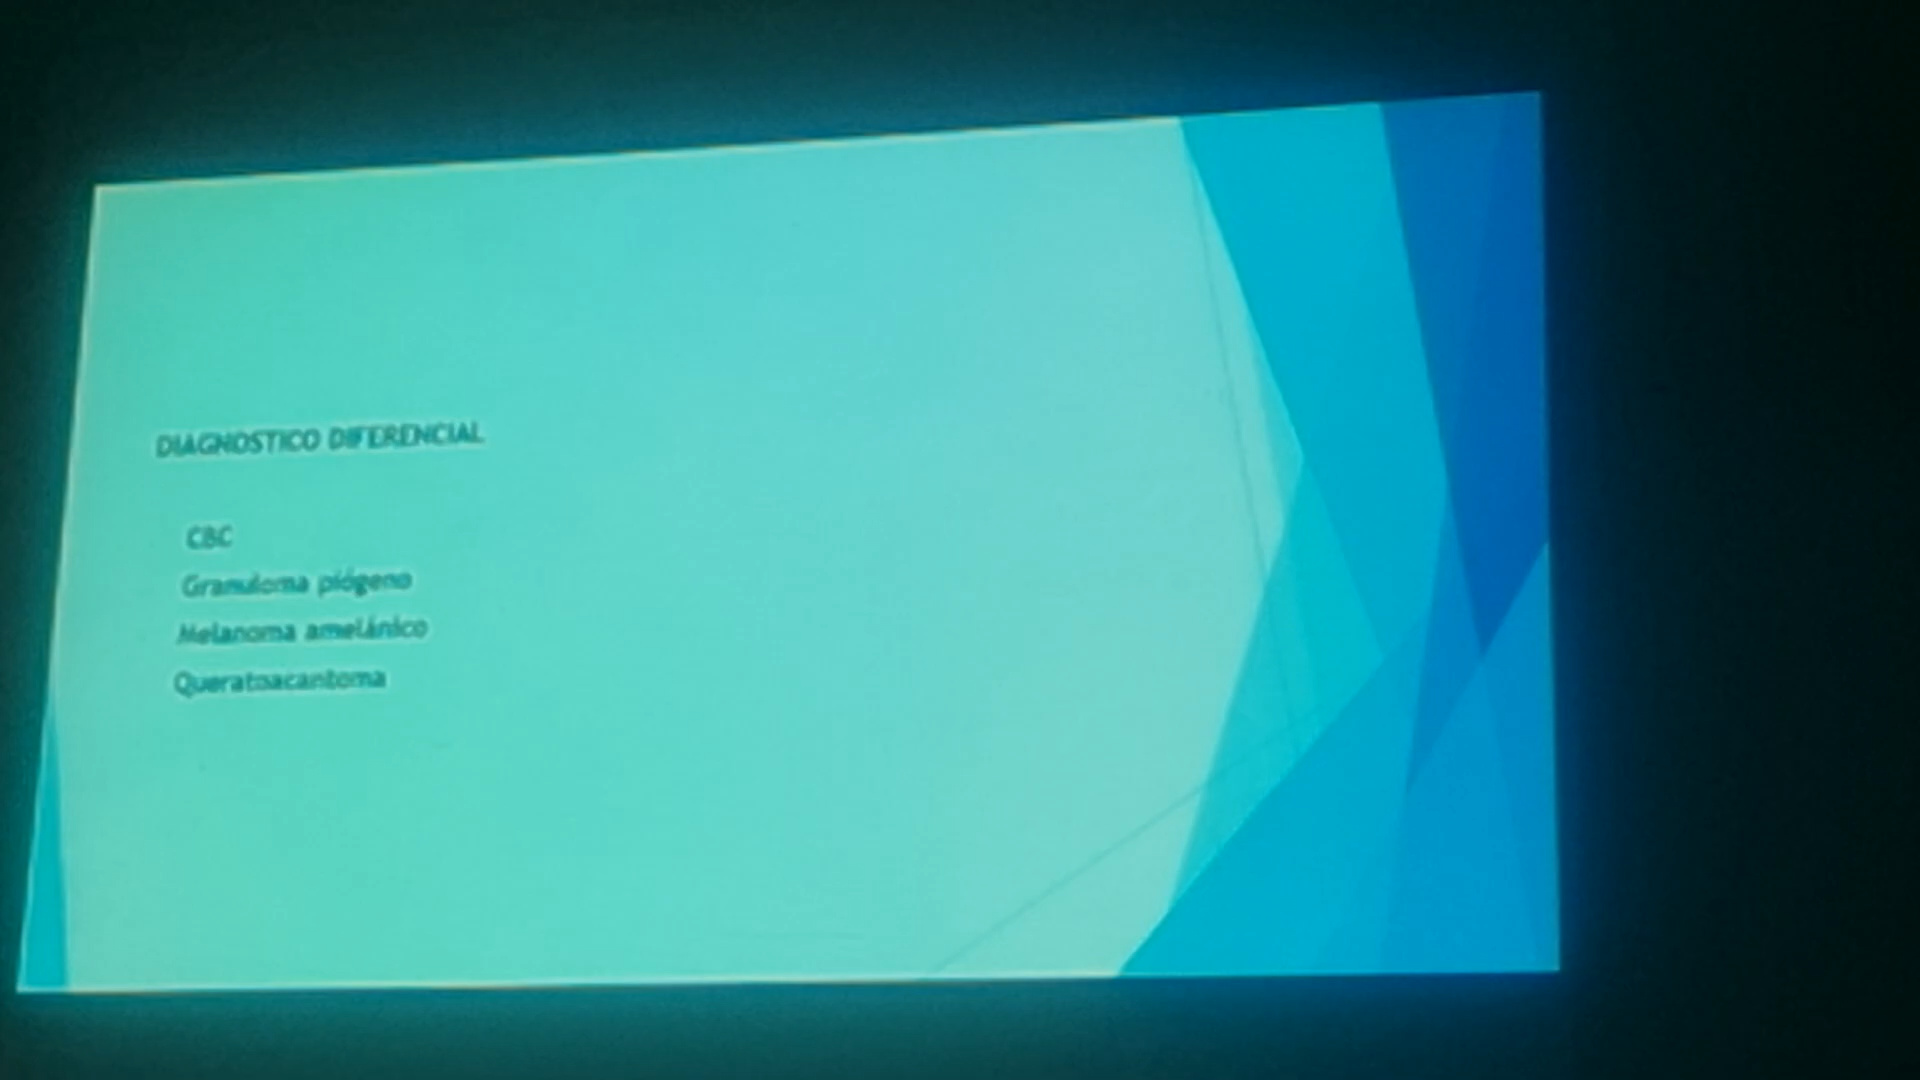 DIAGNOSTICO DIFERENCIAL
CBC
Granuloma piógeno
Melanoma amelánico
Queratoacantoma